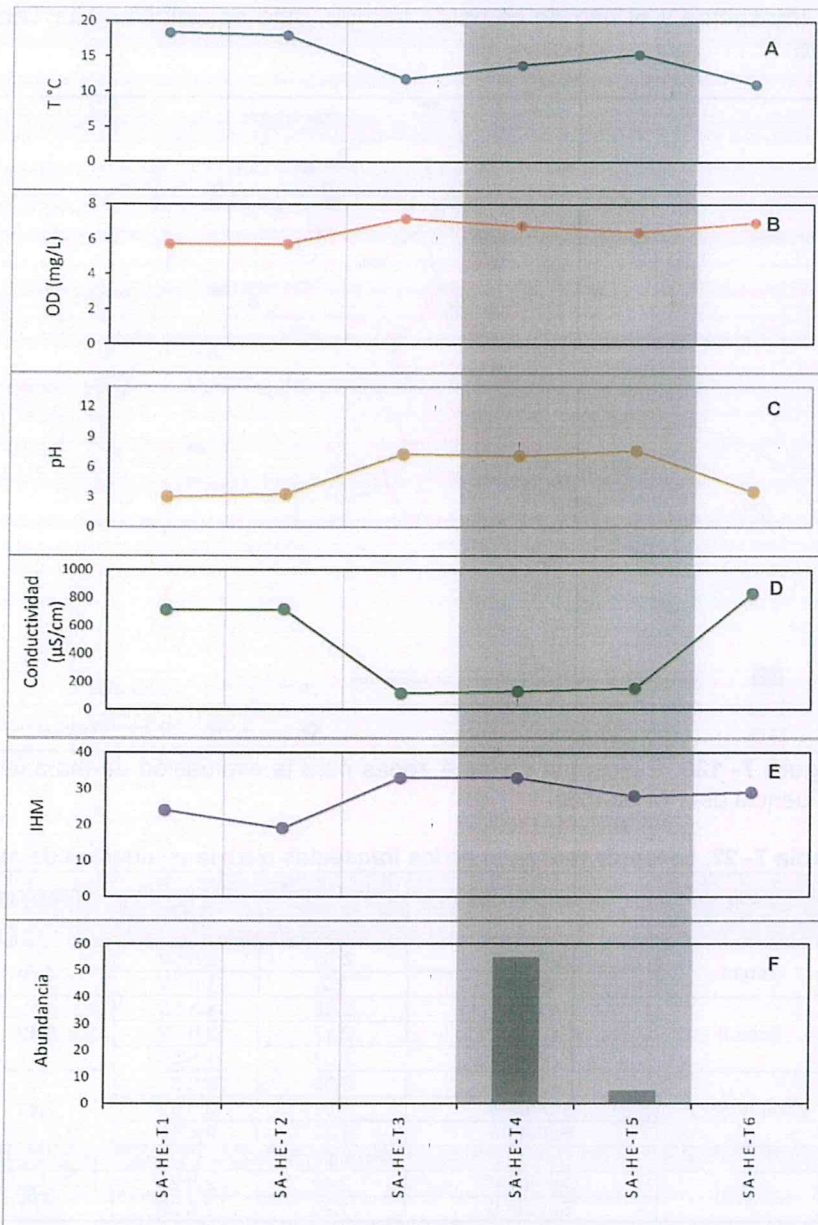 A
T °C
20
15
10
5
0
B
OD (mg/L)
8
6
4
2
0
C
pH
12
9
6
3
0
D
Conductividad
(µS/cm)
1000
800
600
400
200
0
E
IHM
40
30
20
10
0
F
Abundancia
60
50
40
30
20
10
0
SA-HE-T1
SA-HE-T2
SA-HE-T3
SA-HE-T4
SA-HE-T5
SA-HE-T6